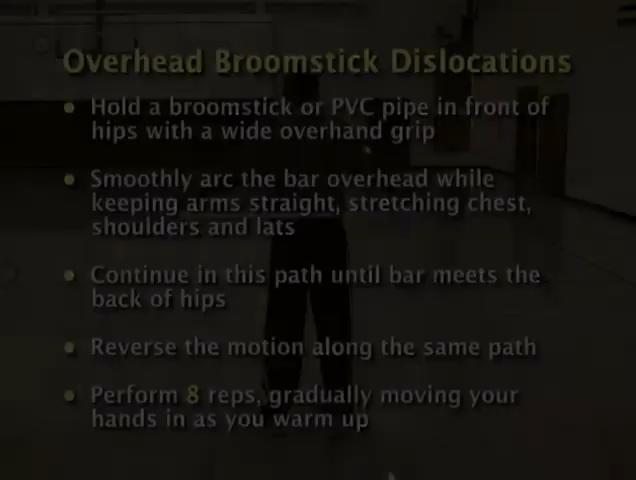 Overhead Broomstick Dislocations
• Hold a broomstick or PVC pipe in front of
hips with a wide overhand grip
• Smoothly arc the bar overhead while
keeping arms straight, stretching chest,
shoulders and lats
• Continue in this path until bar meets the
back of hips
• Reverse the motion along the same path
• Perform 8 reps, gradually moving your
hands in as you warm up